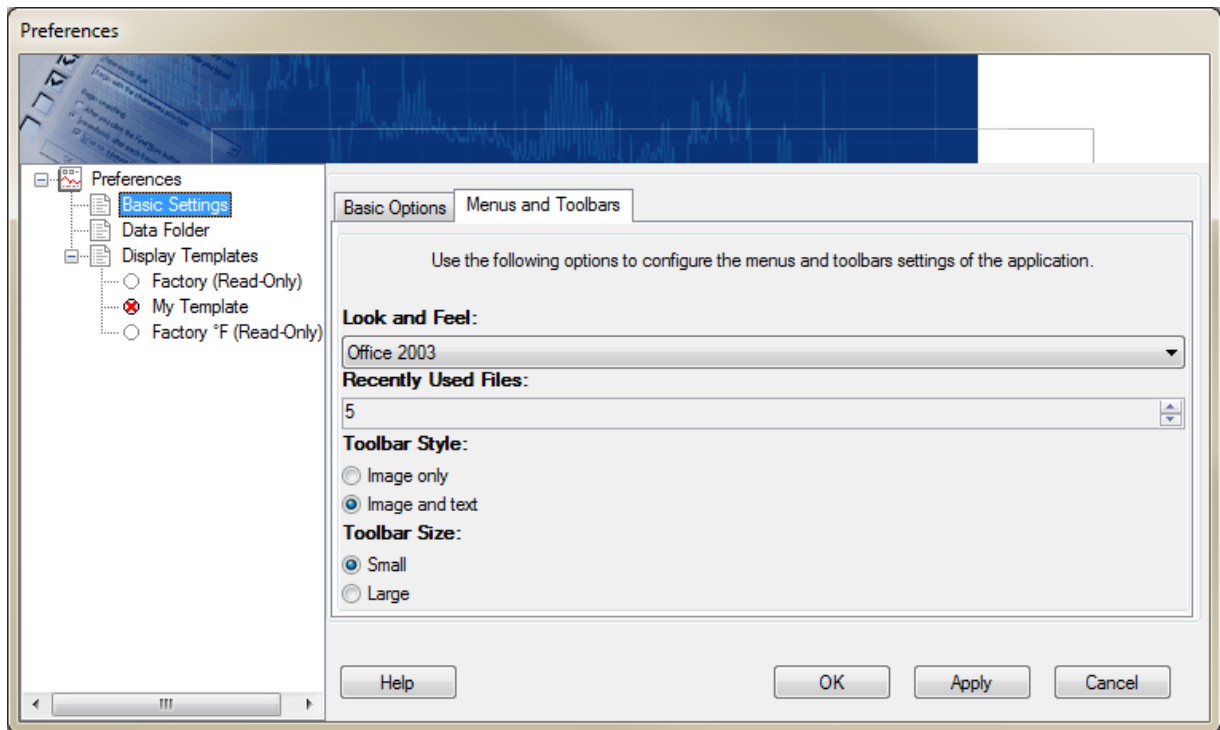 Preferences
Preferences
Basic Settings
Data Folder
Display Templates
Factory (Read-Only)
My Template
Factory °F (Read-Only)
Basic Options
Menus and Toolbars
Use the following options to configure the menus and toolbars settings of the application.
Look and Feel:
Office 2003
Recently Used Files:
5
Toolbar Style:
Image only
Image and text
Toolbar Size:
Small
Large
Help
OK
Apply
Cancel